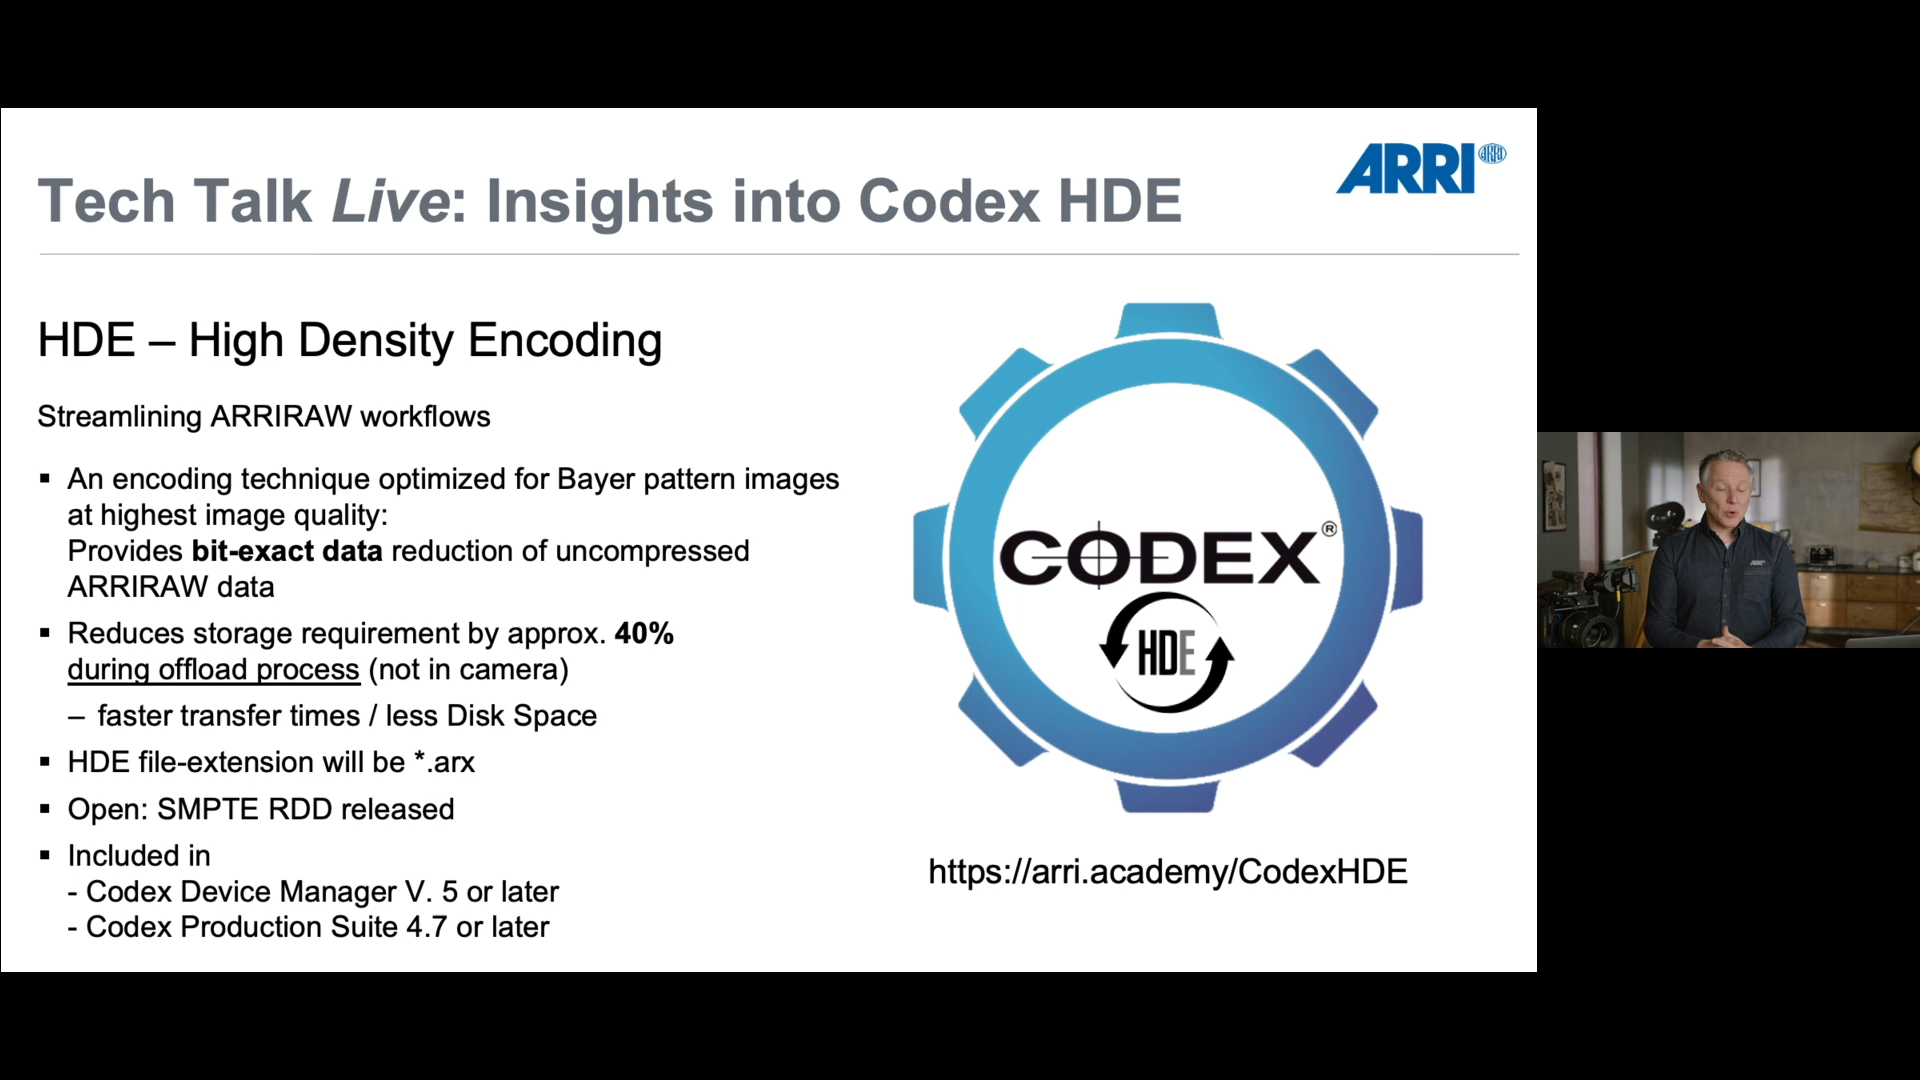 Tech Talk Live: Insights into Codex HDE
ARRI® ARRI
HDE – High Density Encoding
Streamlining ARRIRAW workflows
▪ An encoding technique optimized for Bayer pattern images
at highest image quality:
Provides bit-exact data reduction of uncompressed
ARRIRAW data
▪ Reduces storage requirement by approx. 40%
during offload process (not in camera)
– faster transfer times / less Disk Space
▪ HDE file-extension will be *.arx
▪ Open: SMPTE RDD released
▪ Included in
- Codex Device Manager V. 5 or later
- Codex Production Suite 4.7 or later
CODEX®
HDE
https://arri.academy/CodexHDE
ARRI